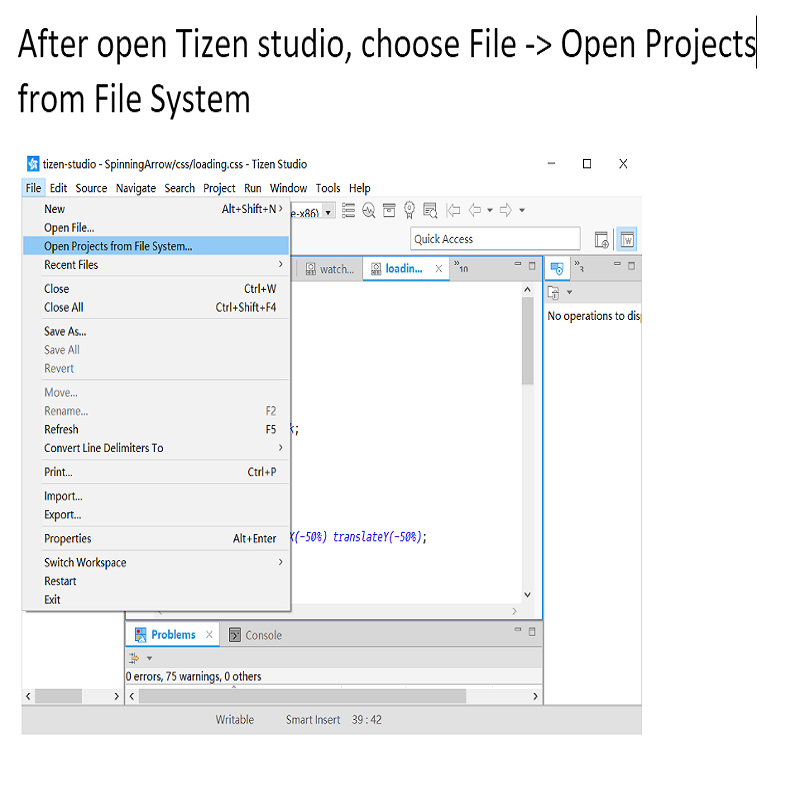 After open Tizen studio, choose File -> Open Projects
from File System
tizen-studio - SpinningArrow/css/loading.css - Tizen Studio
File Edit Source Navigate Search Project Run Window Tools Help
New Alt+Shift+N
e-x86)
Open File...
Quick Access
Open Projects from File System...
Recent Files
watch... loadin... 10 3
Close Ctrl+W
Close All Ctrl+Shift+F4
No operations to dis
Save As...
Save All
Revert
Move...
Rename... F2
Refresh F5
k;
Convert Line Delimiters To
Print... Ctrl+P
Import...
Export...
Properties Alt+Enter
X(-50%) translateY(-50%);
Switch Workspace
Restart
Exit
Problems Console
0 errors, 75 warnings, 0 others
Writable Smart Insert 39 : 42